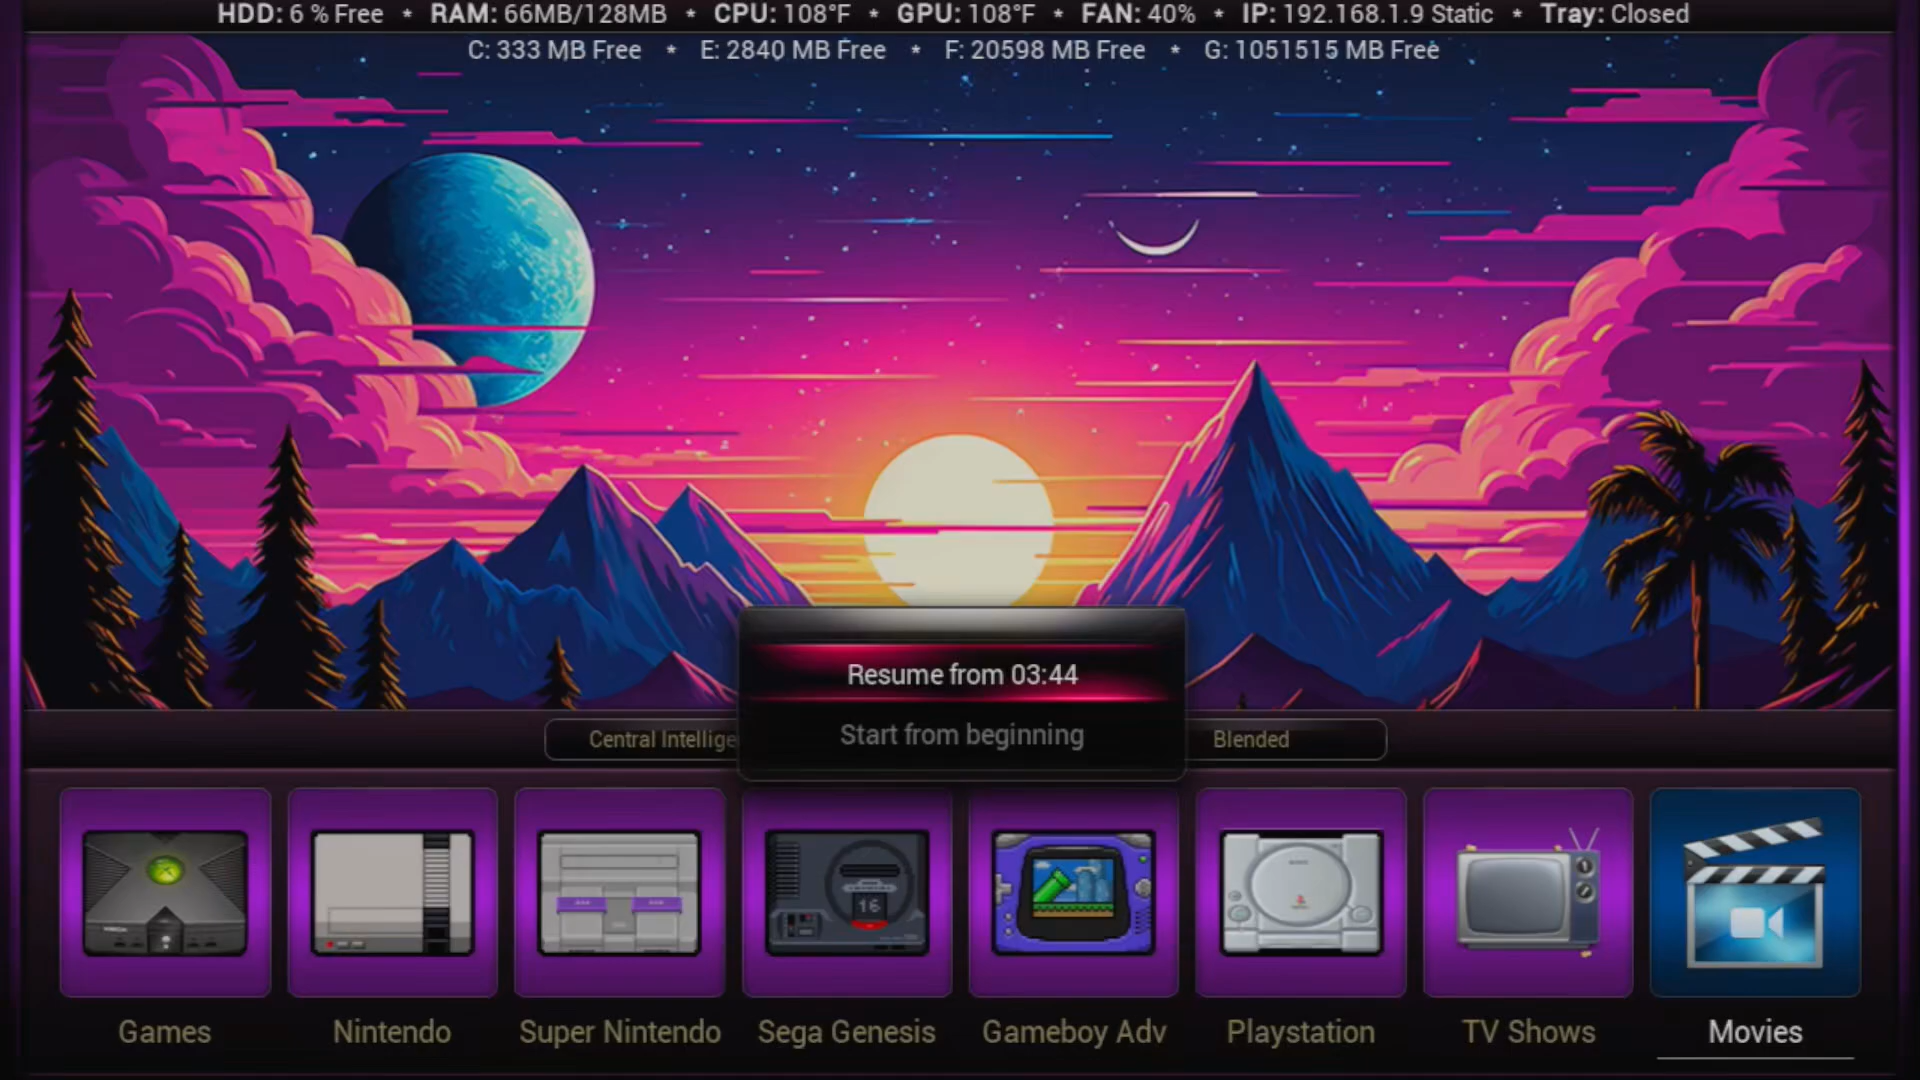 HDD: 6 % Free * RAM: 66MB/128MB * CPU: 108°F * GPU: 108°F * FAN: 40% * IP: 192.168.1.9 Static * Tray: Closed
C: 333 MB Free * E: 2840 MB Free * F: 20598 MB Free * G: 1051515 MB Free
Resume from 03:44
Start from beginning
Central Intellige
Blended
16
Games
Nintendo
Super Nintendo
Sega Genesis
Gameboy Adv
Playstation
TV Shows
Movies